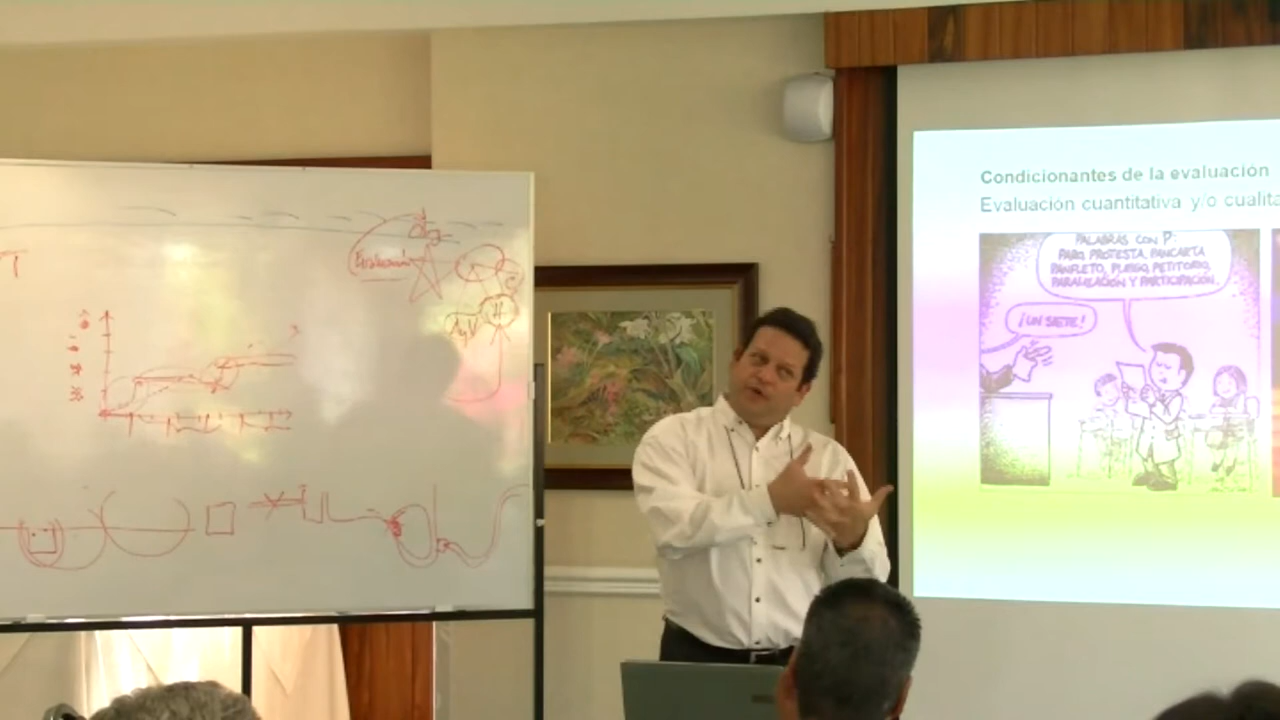 Evaluación
Condicionantes de la evaluación
Evaluación cuantitativa y/o cualita
PALABRAS CON P:
PARO, PROTESTA, PANCARTA
PANFLETO, PLIEGO, PETITORIO,
PARALIZACIÓN Y PARTICIPACIÓN.
¡UN SIETE!